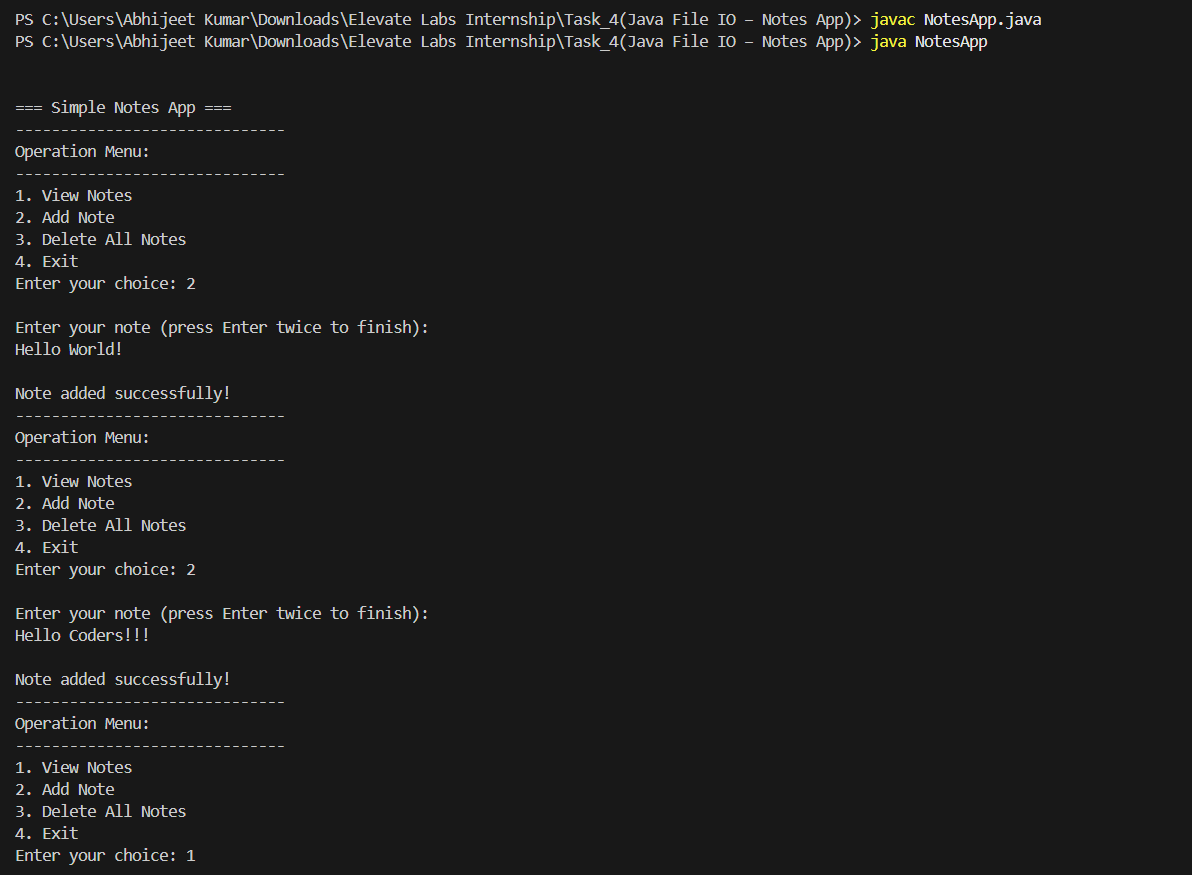 PS C:\Users\Abhijeet Kumar\Downloads\Elevate Labs Internship\Task_4(Java File IO – Notes App)> javac NotesApp.java
PS C:\Users\Abhijeet Kumar\Downloads\Elevate Labs Internship\Task_4(Java File IO – Notes App)> java NotesApp
=== Simple Notes App ===
------------------------------
Operation Menu:
------------------------------
1. View Notes
2. Add Note
3. Delete All Notes
4. Exit
Enter your choice: 2
Enter your note (press Enter twice to finish):
Hello World!
Note added successfully!
------------------------------
Operation Menu:
------------------------------
1. View Notes
2. Add Note
3. Delete All Notes
4. Exit
Enter your choice: 2
Enter your note (press Enter twice to finish):
Hello Coders!!!
Note added successfully!
------------------------------
Operation Menu:
------------------------------
1. View Notes
2. Add Note
3. Delete All Notes
4. Exit
Enter your choice: 1